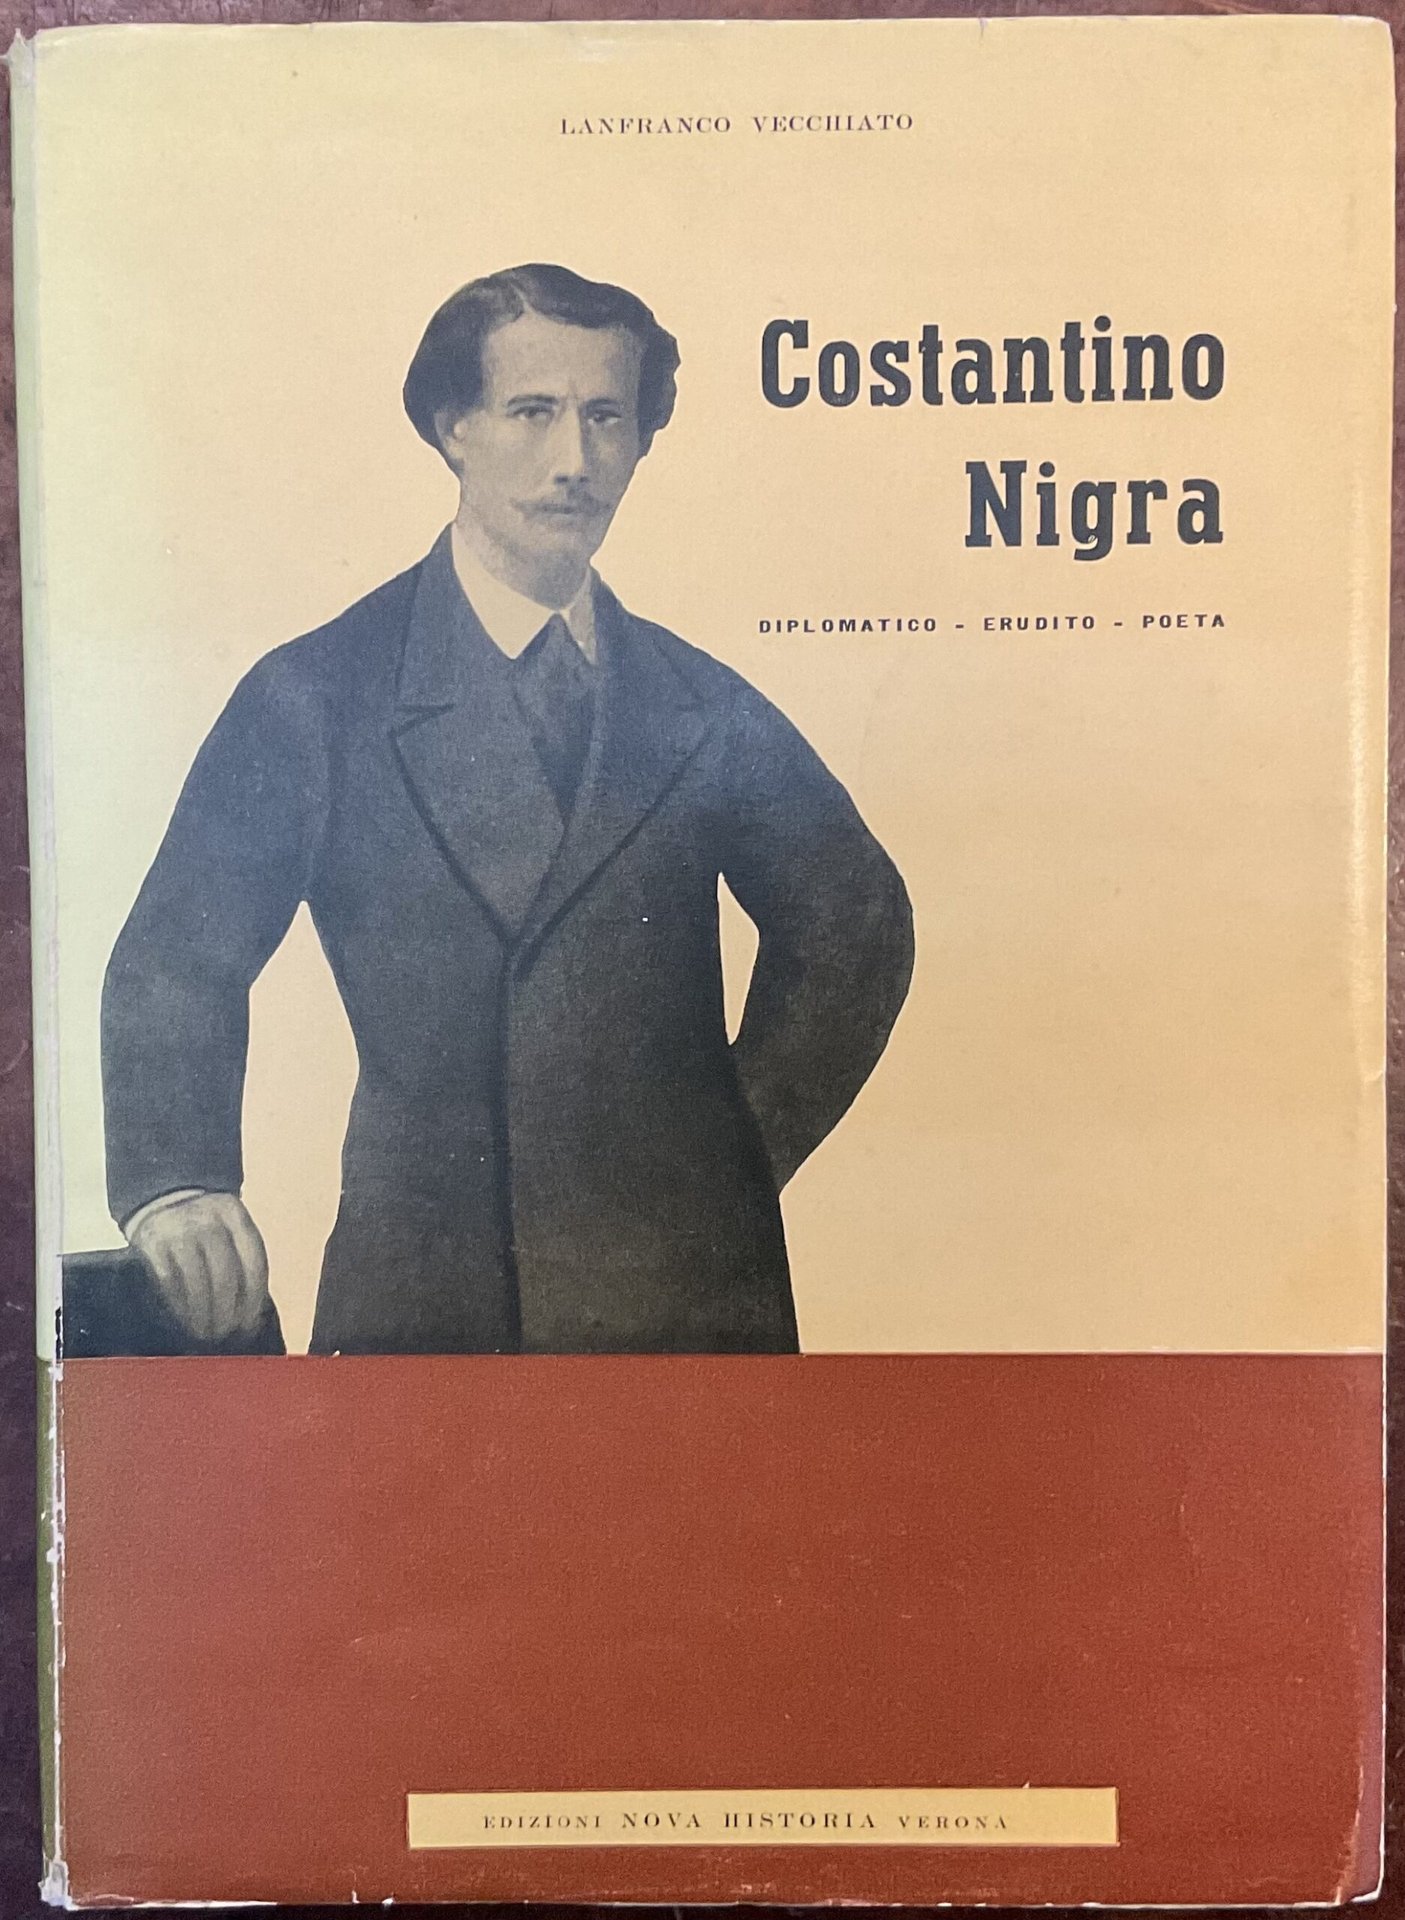 LANFRANCO VECCHIATO
Costantino
Nigra
DIPLOMATICO - ERUDITO - POETA
EDIZIONI NOVA HISTORIA VERONA